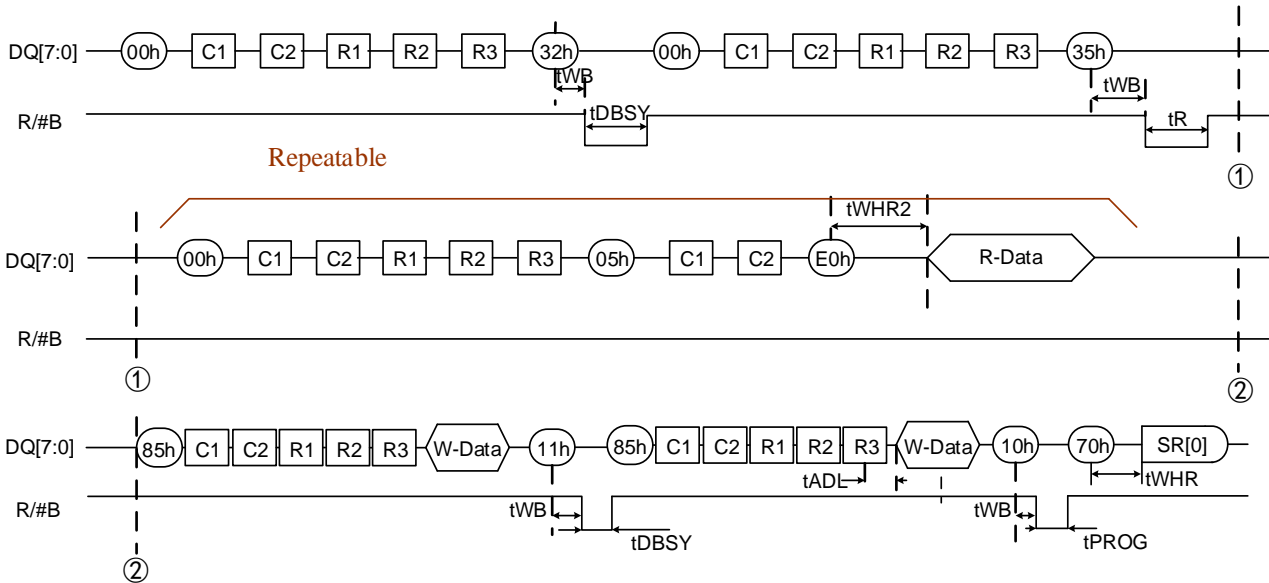 DQ[7:0] 00h C1 C2 R1 R2 R3 32h 00h C1 C2 R1 R2 R3 35h
tWB tWB
R/#B tDBSY tR
Repeatable
①
tWHR2
DQ[7:0] 00h C1 C2 R1 R2 R3 05h C1 C2 E0h R-Data
R/#B
① ②
DQ[7:0] 85h C1 C2 R1 R2 R3 W-Data 11h 85h C1 C2 R1 R2 R3 W-Data 10h 70h SR[0]
tADL tWHR
R/#B tWB tWB
tDBSY tPROG
②